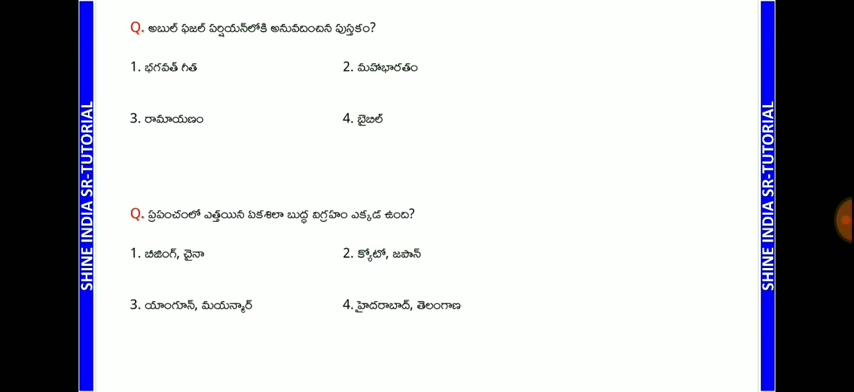 Q. అబుల్ ఫజల్ పర్షియన్‌లోకి అనువదించిన పుస్తకం?
1. భగవత్ గీత
2. మహాభారతం
3. రామాయణం
4. బైబిల్
Q. ప్రపంచంలో ఎత్తయిన ఏకశిలా బుద్ధ విగ్రహం ఎక్కడ ఉంది?
1. బీజింగ్, చైనా
2. క్యోటో, జపాన్
3. యాంగూన్, మయన్మార్
4. హైదరాబాద్, తెలంగాణ
SHINE INDIA SR-TUTORIAL
SHINE INDIA SR-TUTORIAL